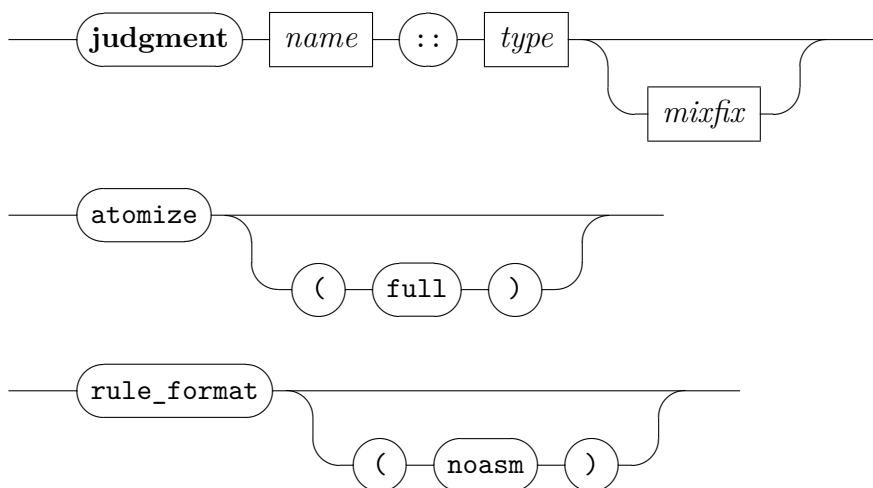 judgment name :: type
mixfix
atomize
( full )
rule_format
( noasm )